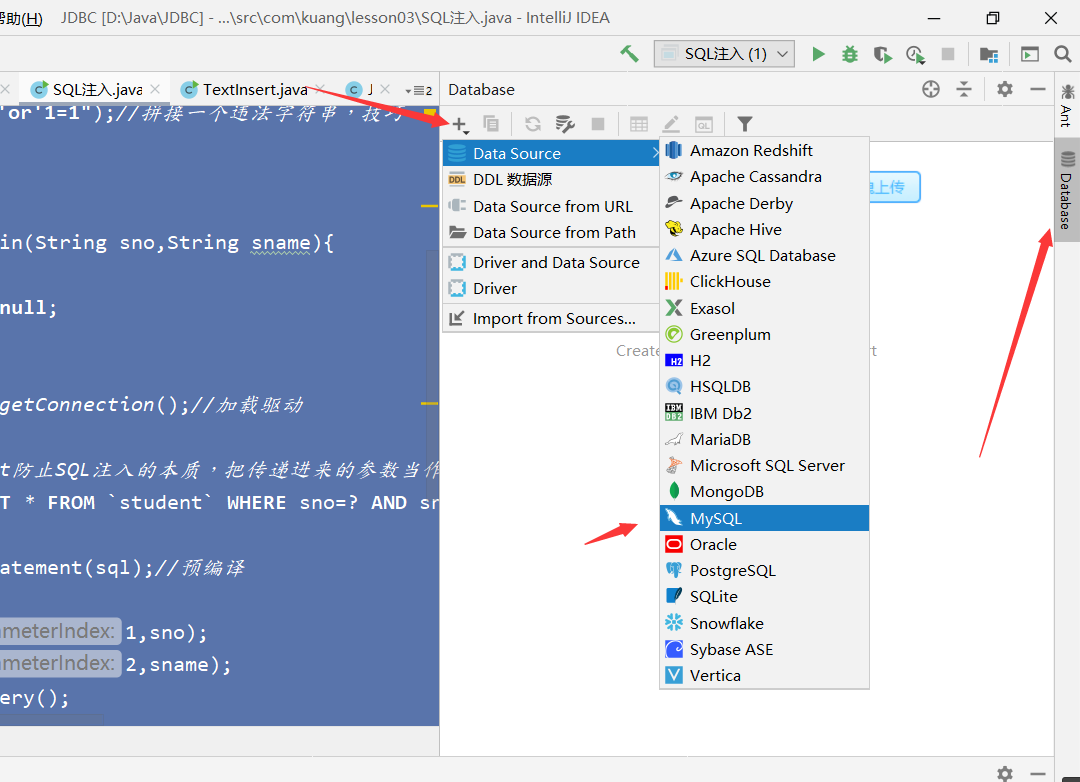 帮助(H) JDBC [D:\Java\JDBC] - ...\src\com\kuang\lesson03\SQL注入.java - IntelliJ IDEA
SQL注入 (1)
SQL注入.java TextInsert.java J 2
Database
'or'1=1");//拼接一个违法字符串，技巧
in(String sno,String sname){
null;
getConnection();//加载驱动
t防止SQL注入的本质，把传递进来的参数当作
T * FROM `student` WHERE sno=? AND sn
atement(sql);//预编译
ameterIndex: 1,sno);
ameterIndex: 2,sname);
ery();
Data Source
DDL 数据源
Data Source from URL
Data Source from Path
Driver and Data Source
Driver
Import from Sources...
Create
t
上传
Amazon Redshift
Apache Cassandra
Apache Derby
Apache Hive
Azure SQL Database
ClickHouse
Exasol
Greenplum
H2
HSQLDB
IBM Db2
MariaDB
Microsoft SQL Server
MongoDB
MySQL
Oracle
PostgreSQL
SQLite
Snowflake
Sybase ASE
Vertica
Ant
Database